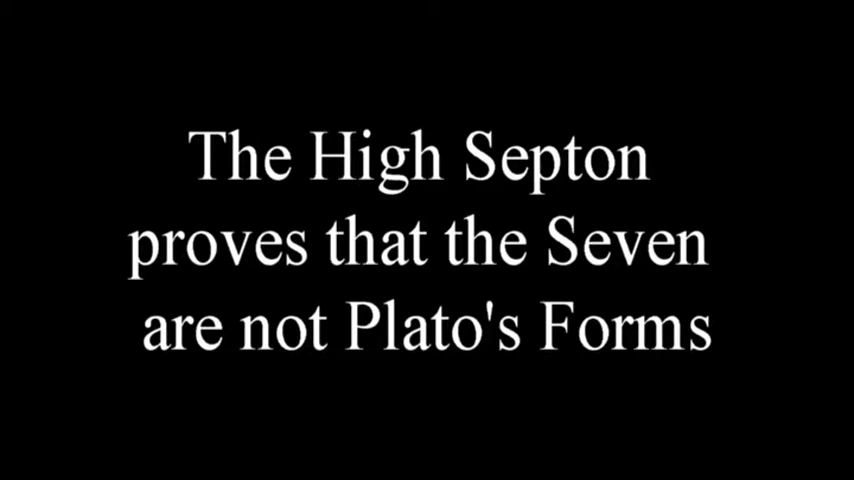 The High Septon
proves that the Seven
are not Plato's Forms